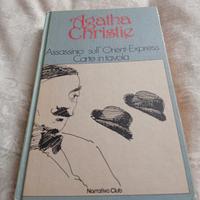 Agatha
Christie
Assassinio sull'Orient-Express
Carte in tavola
Narrativa Club